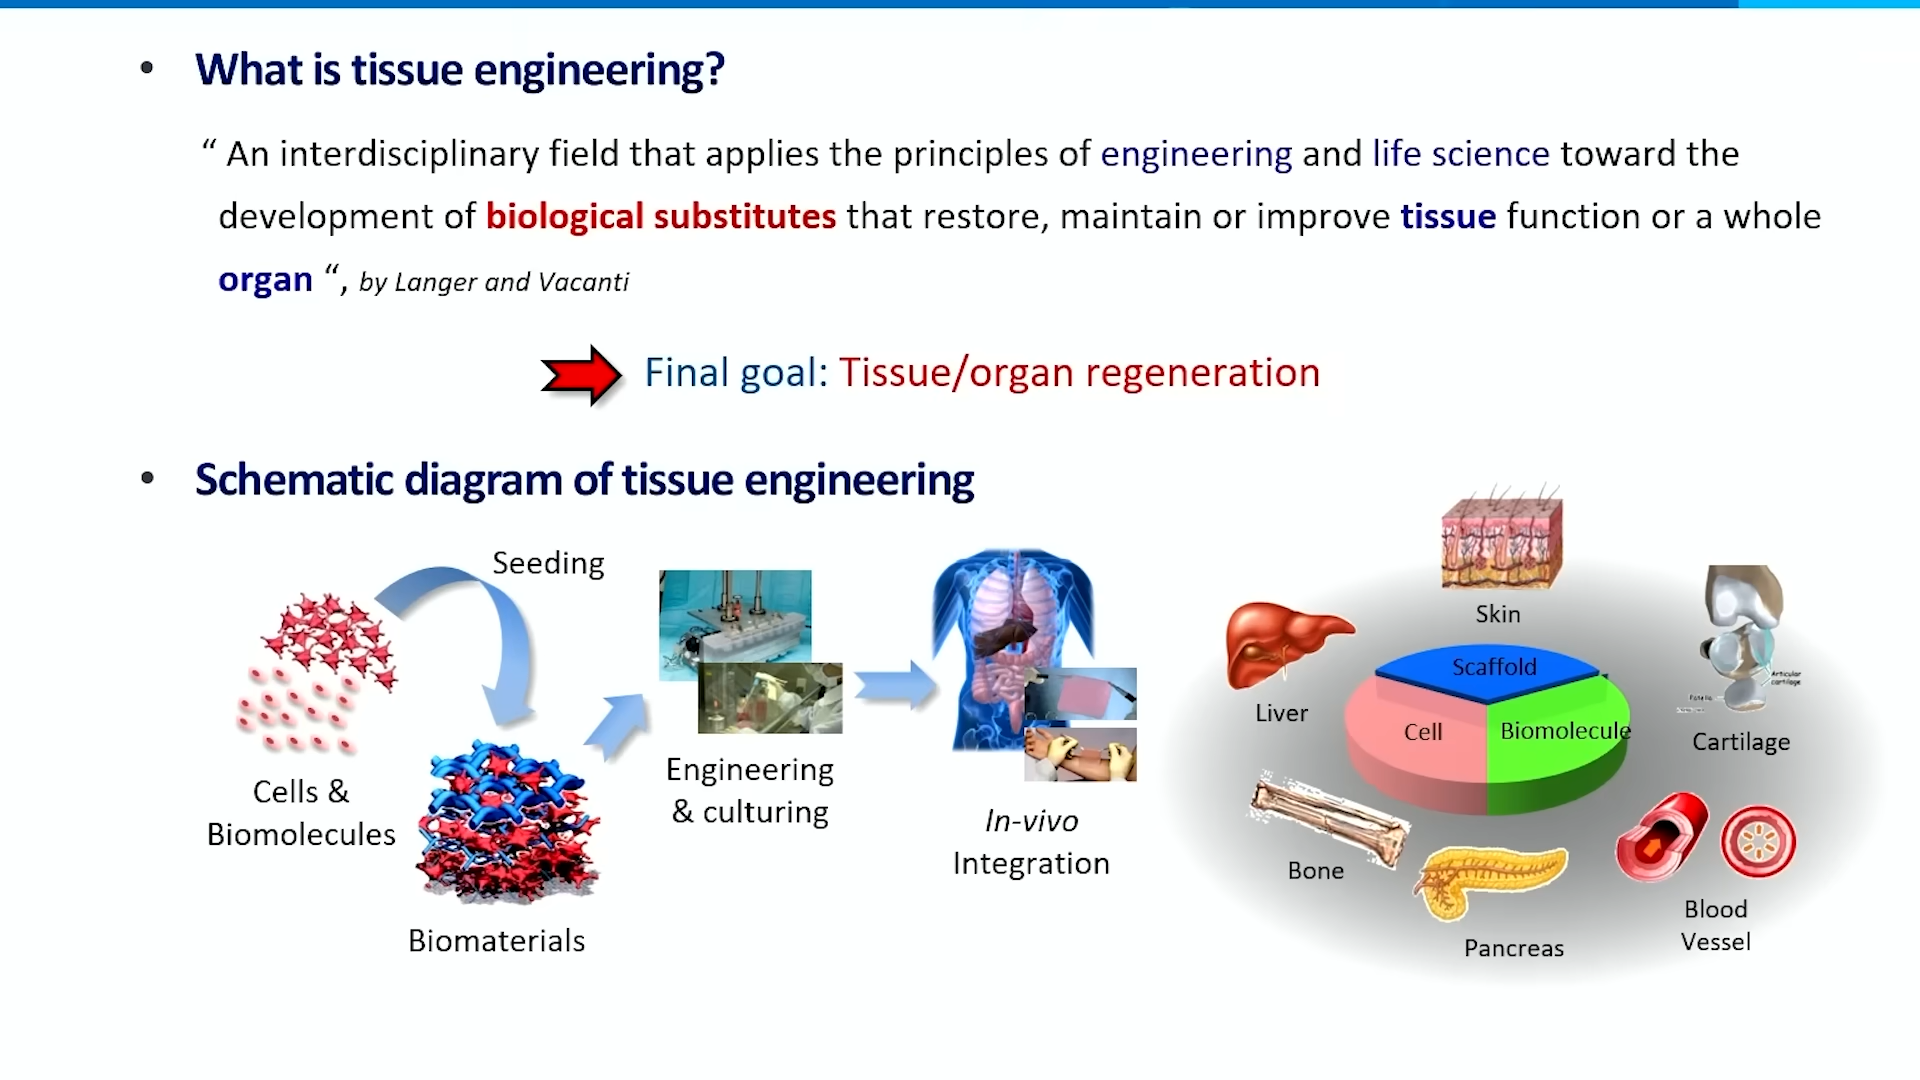 • What is tissue engineering?
“ An interdisciplinary field that applies the principles of engineering and life science toward the
development of biological substitutes that restore, maintain or improve tissue function or a whole
organ “, by Langer and Vacanti
Final goal: Tissue/organ regeneration
• Schematic diagram of tissue engineering
Seeding
Cells &
Biomolecules
Biomaterials
Engineering
& culturing
In-vivo
Integration
Skin
Liver
Scaffold
Cell
Biomolecule
Articular
cartilage
Cartilage
Bone
Pancreas
Blood
Vessel